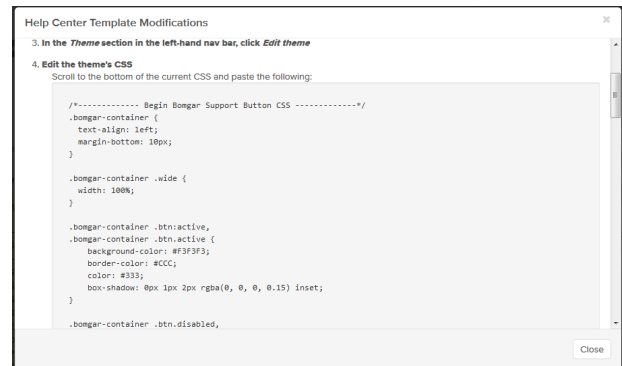 Help Center Template Modifications
×
3. In the Theme section in the left-hand nav bar, click Edit theme
4. Edit the theme's CSS
Scroll to the bottom of the current CSS and paste the following:
/*------------- Begin Bomgar Support Button CSS -------------*/
.bomgar-container {
  text-align: left;
  margin-bottom: 10px;
}
.bomgar-container .wide {
  width: 100%;
}
.bomgar-container .btn:active,
.bomgar-container .btn.active {
    background-color: #F3F3F3;
    border-color: #CCC;
    color: #333;
    box-shadow: 0px 1px 2px rgba(0, 0, 0, 0.15) inset;
}
.bomgar-container .btn.disabled,
Close